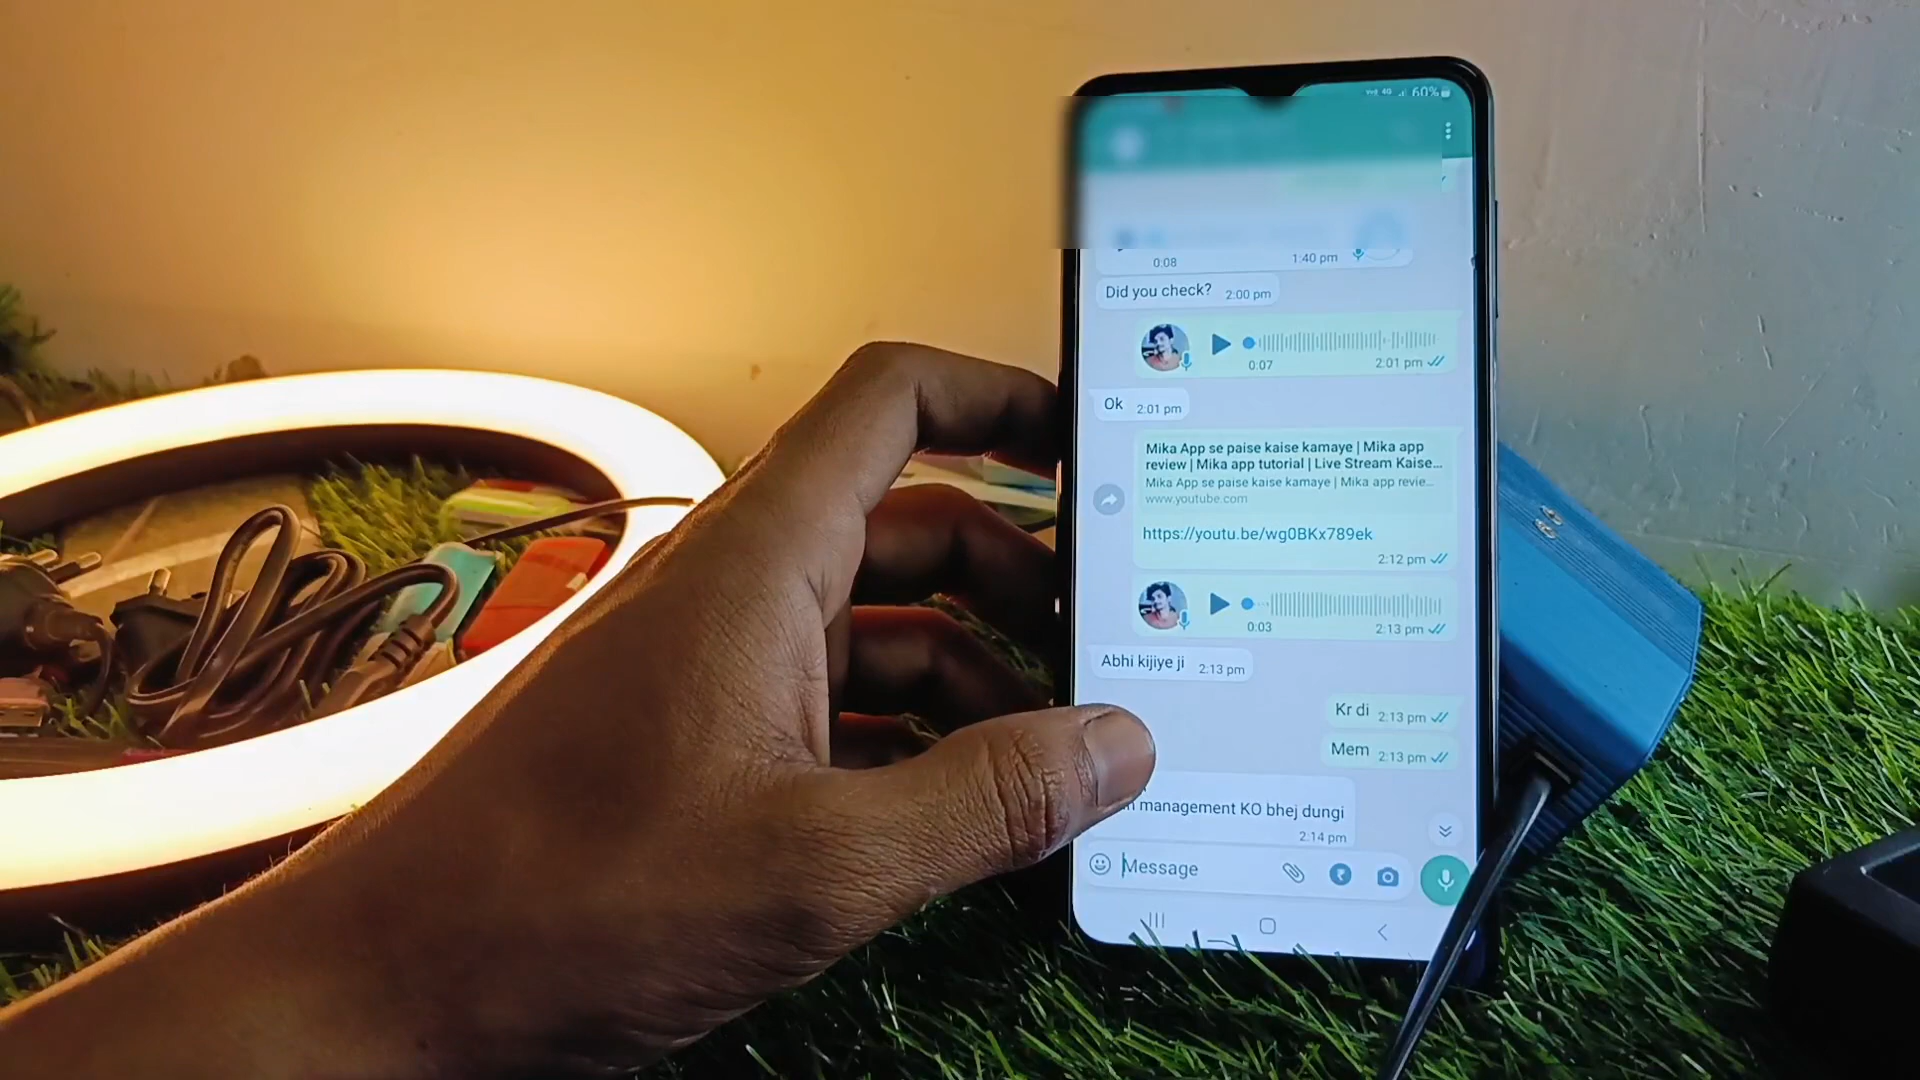 4G 60%
0:08 1:40 pm
Did you check? 2:00 pm
0:07 2:01 pm
Ok 2:01 pm
Mika App se paise kaise kamaye | Mika app
review | Mika app tutorial | Live Stream Kaise...
Mika App se paise kaise kamaye | Mika app revie...
www.youtube.com
https://youtu.be/wg0BKx789ek
2:12 pm
0:03 2:13 pm
Abhi kijiye ji 2:13 pm
Kr di 2:13 pm
Mem 2:13 pm
management KO bhej dungi
2:14 pm
Message